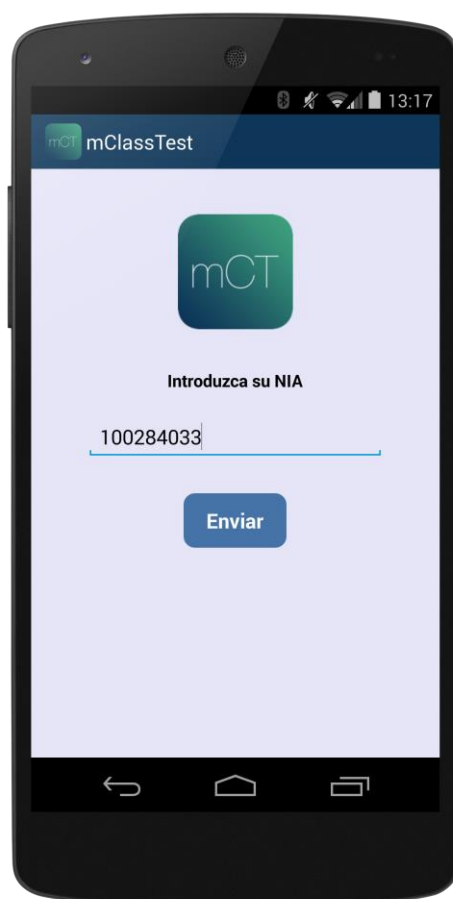 13:17
mCT mClassTest
mCT
Introduzca su NIA
100284033
Enviar